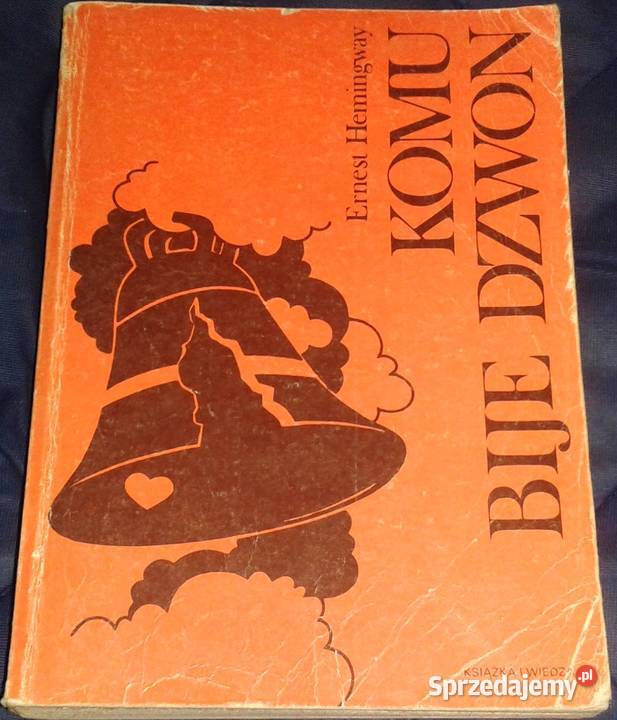 Ernest Hemingway
KOMU
BIJE DZWON
KSIĄŻKA I WIEDZA
Sprzedajemy.pl